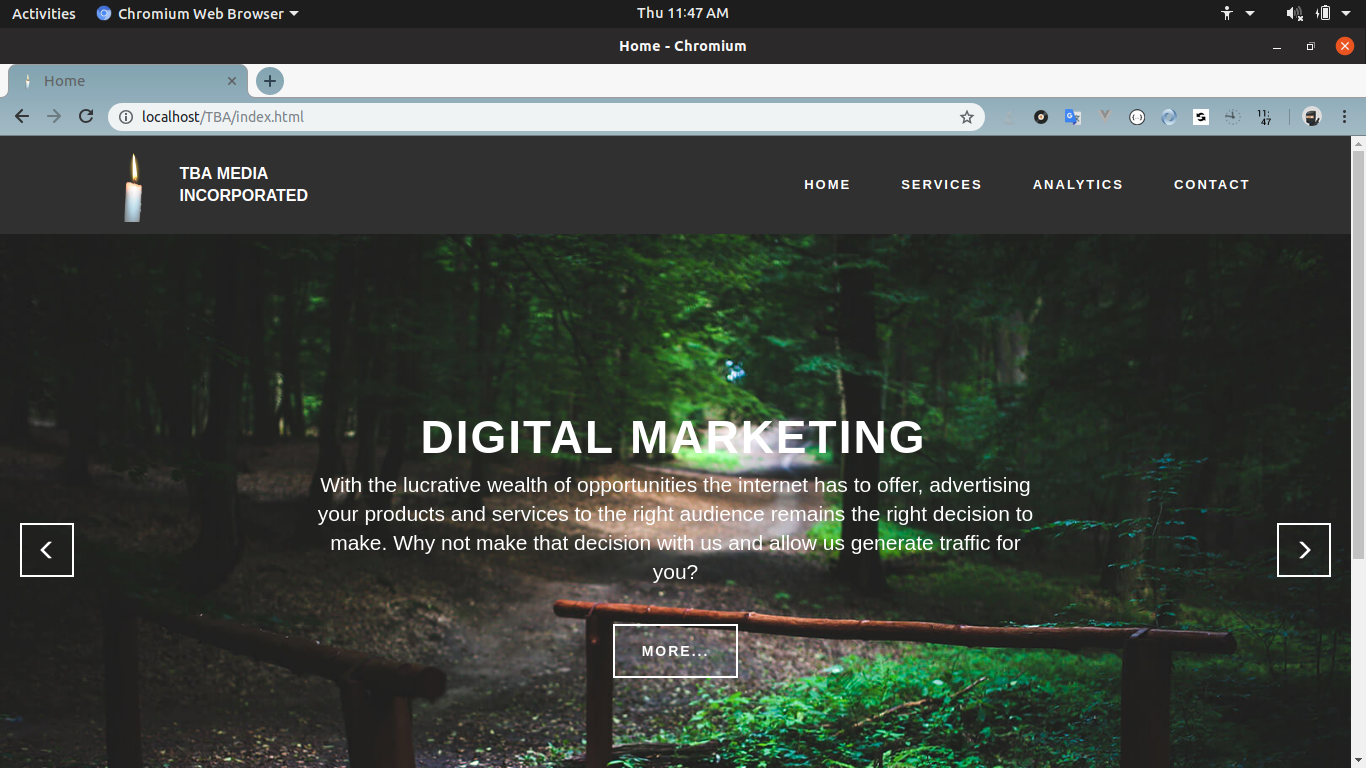 Activities Chromium Web Browser Thu 11:47 AM
Home - Chromium
Home
localhost/TBA/index.html 11: 47
TBA MEDIA
INCORPORATED
HOME SERVICES ANALYTICS CONTACT
DIGITAL MARKETING
With the lucrative wealth of opportunities the internet has to offer, advertising
your products and services to the right audience remains the right decision to
make. Why not make that decision with us and allow us generate traffic for
you?
MORE...